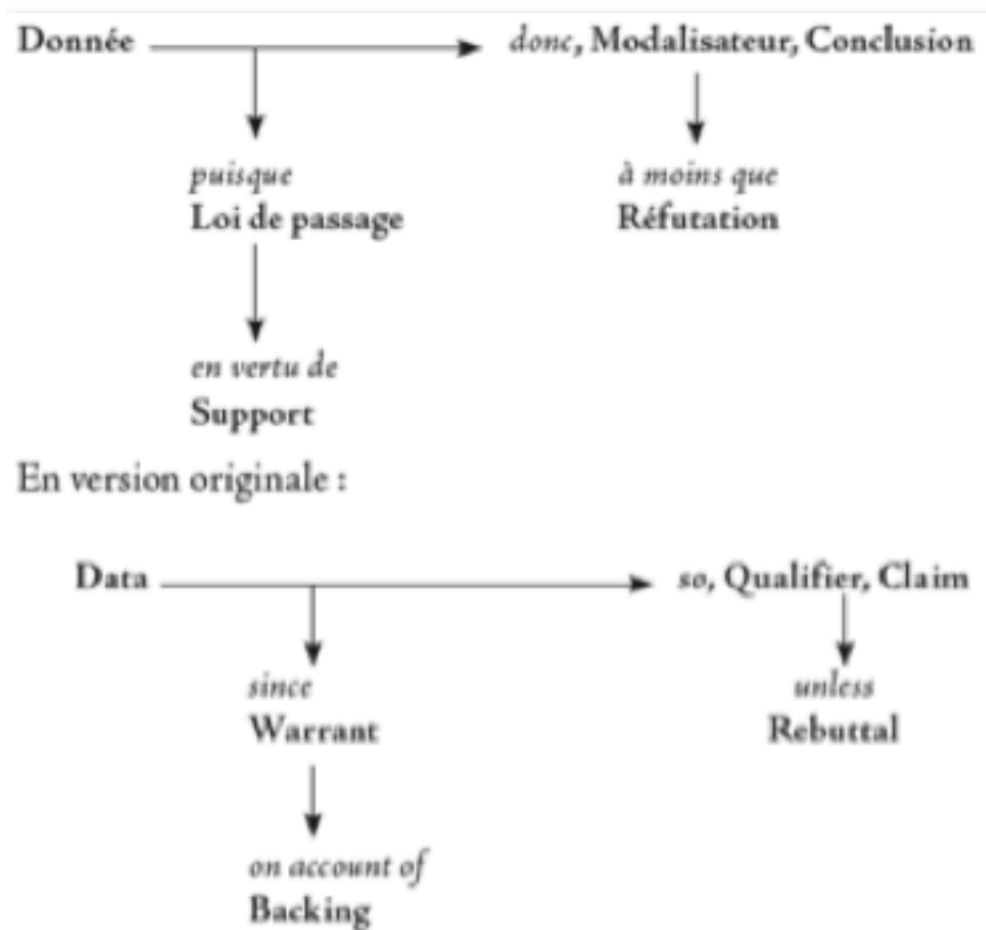 Donnée donc, Modalisateur, Conclusion
puisque à moins que
Loi de passage Réfutation
en vertu de
Support
En version originale :
Data so, Qualifier, Claim
since unless
Warrant Rebuttal
on account of
Backing